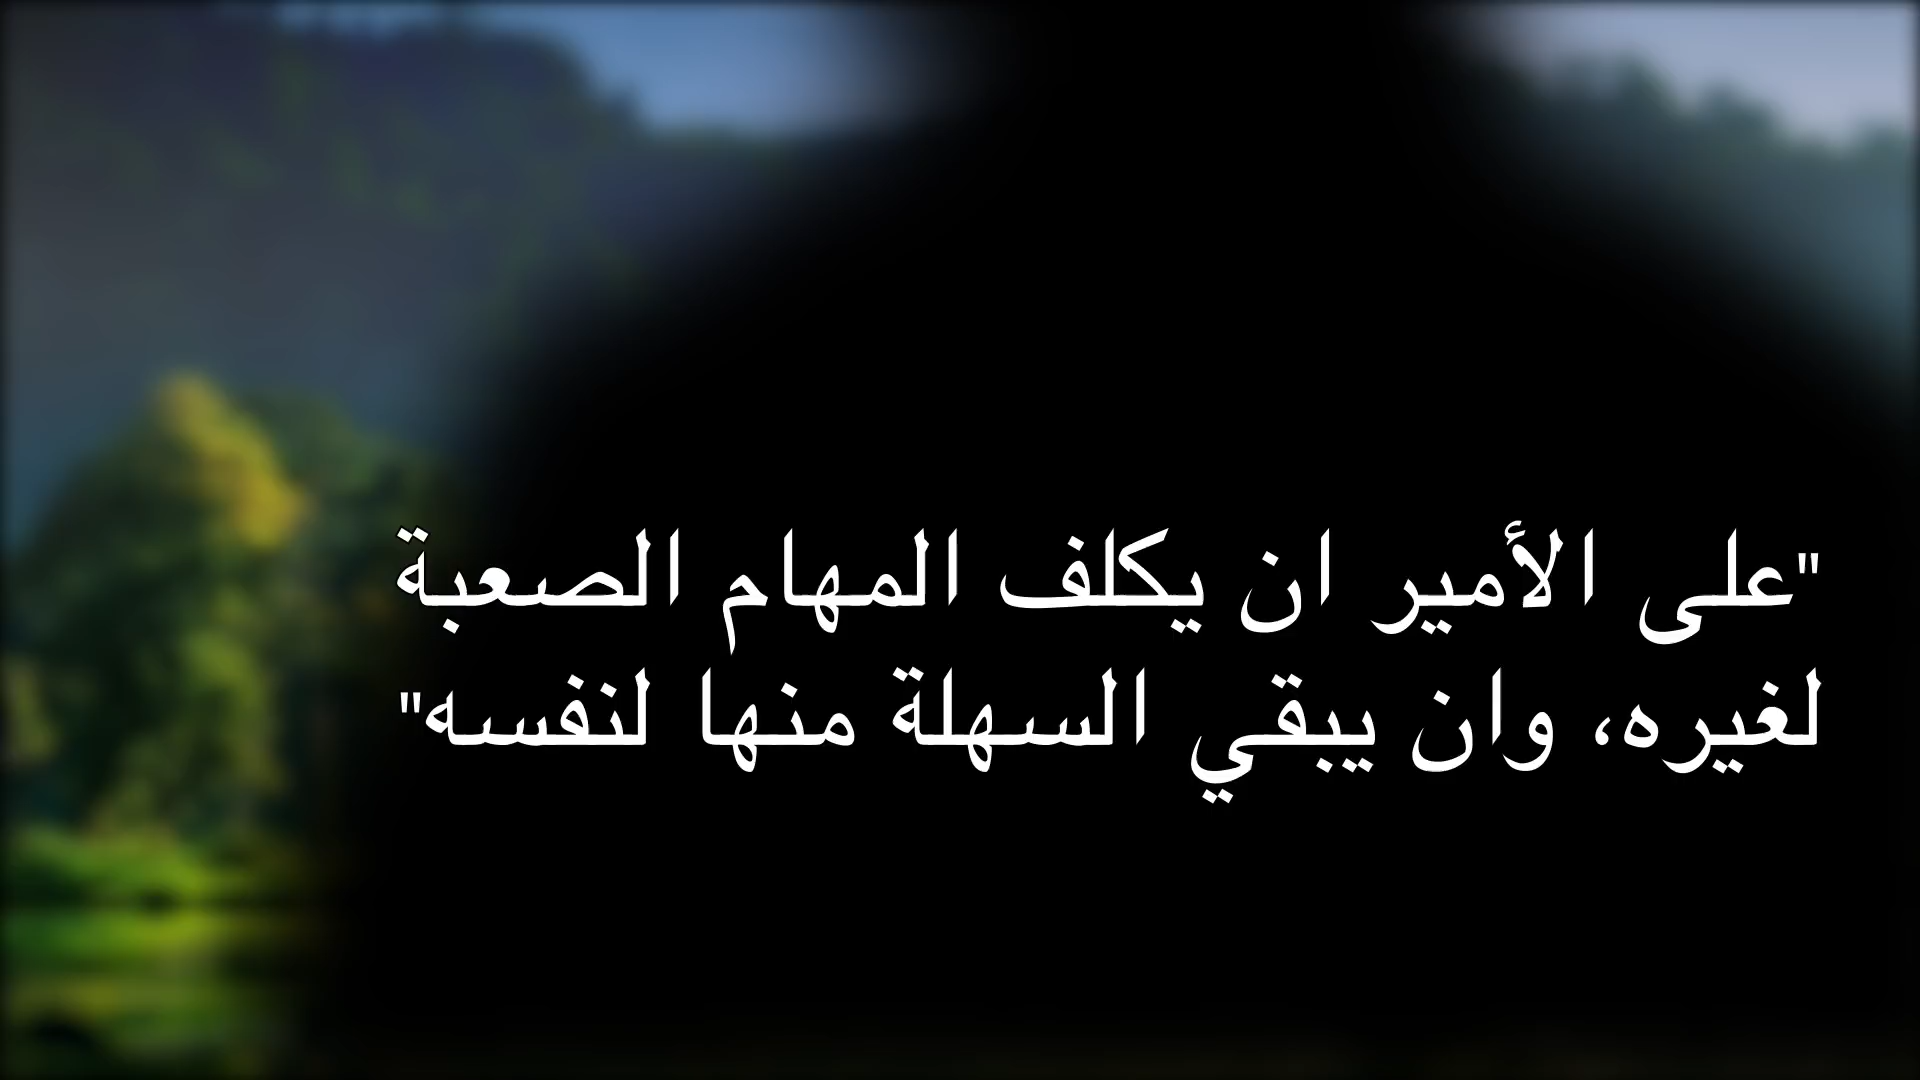 "على الأمير ان يكلف المهام الصعبة
لغيره، وان يبقي السهلة منها لنفسه"